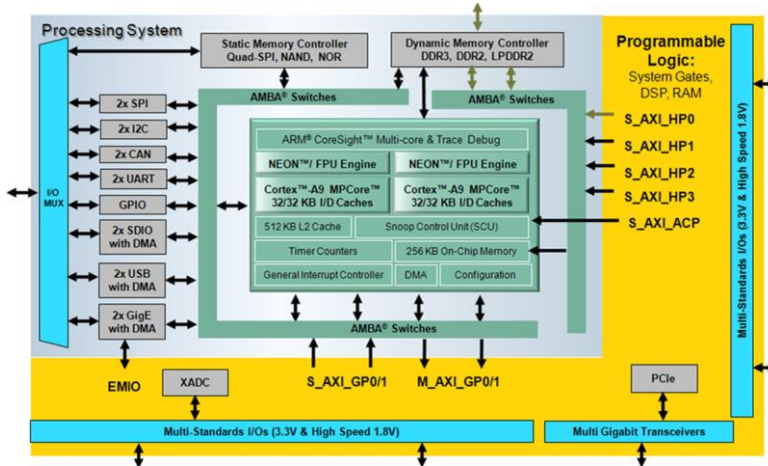 Processing System
Static Memory Controller
Quad-SPI, NAND, NOR
Dynamic Memory Controller
DDR3, DDR2, LPDDR2
Programmable
Logic:
System Gates,
DSP, RAM
AMBA® Switches
AMBA® Switches
2x SPI
2x I2C
2x CAN
2x UART
GPIO
2x SDIO
with DMA
2x USB
with DMA
2x GigE
with DMA
I/O
MUX
EMIO
ARM® CoreSight™ Multi-core & Trace Debug
NEON™/ FPU Engine
NEON™/ FPU Engine
Cortex™-A9 MPCore™
32/32 KB I/D Caches
Cortex™-A9 MPCore™
32/32 KB I/D Caches
512 KB L2 Cache
Snoop Control Unit (SCU)
Timer Counters
256 KB On-Chip Memory
General Interrupt Controller
DMA
Configuration
AMBA® Switches
S_AXI_HP0
S_AXI_HP1
S_AXI_HP2
S_AXI_HP3
S_AXI_ACP
Multi-Standards I/Os (3.3V & High Speed 1.8V)
XADC
S_AXI_GP0/1
M_AXI_GP0/1
PCIe
Multi-Standards I/Os (3.3V & High Speed 1.8V)
Multi Gigabit Transceivers